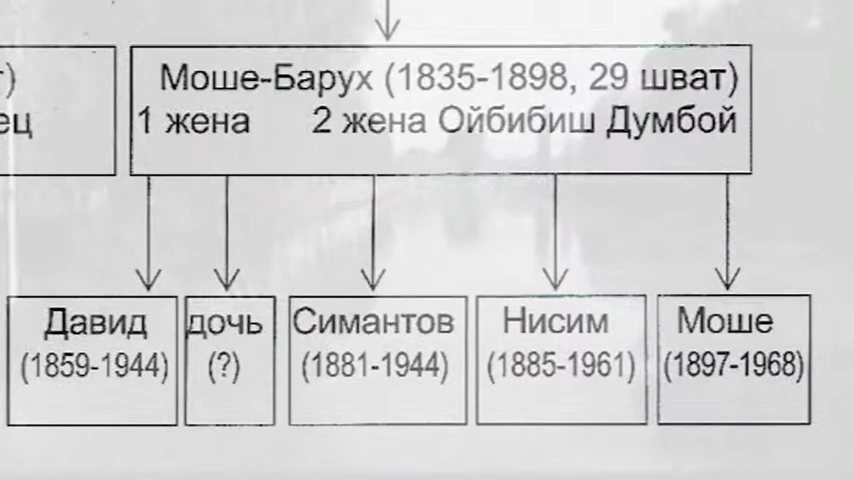 т)
ец
Моше-Барух (1835-1898, 29 шват)
1 жена 2 жена Ойбибиш Думбой
Давид
(1859-1944)
дочь
(?)
Симантов
(1881-1944)
Нисим
(1885-1961)
Моше
(1897-1968)